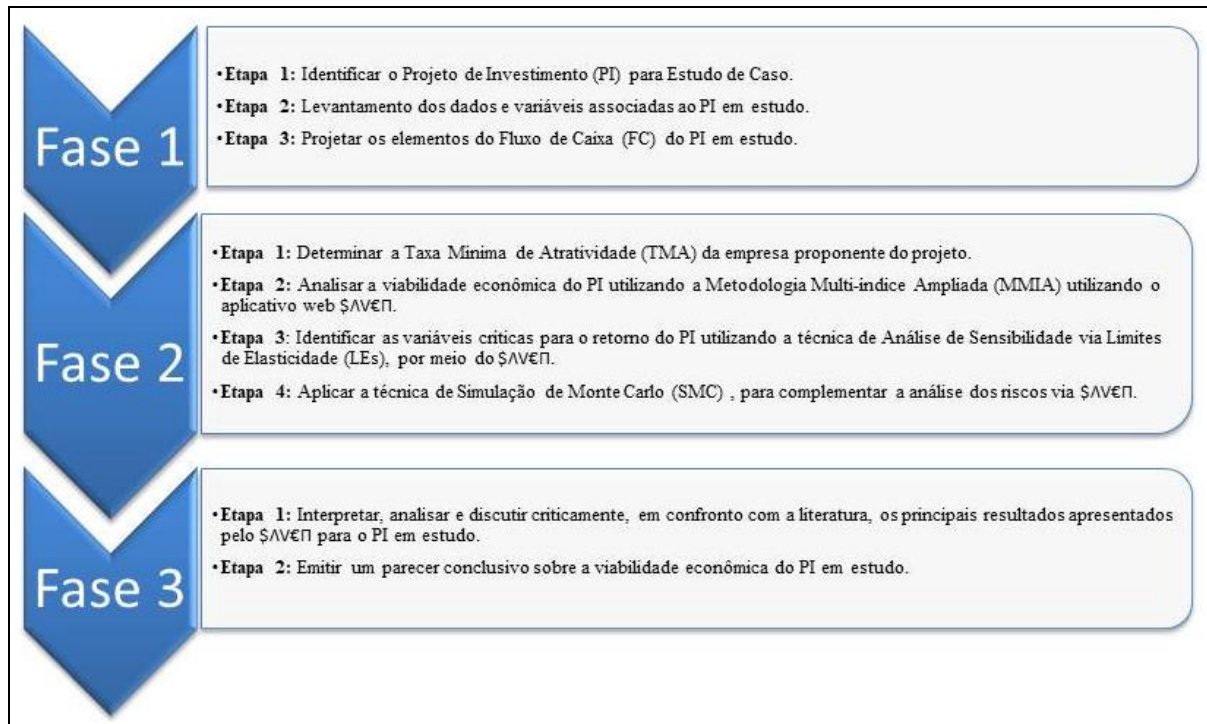 Fase 1
•Etapa 1: Identificar o Projeto de Investimento (PI) para Estudo de Caso.
•Etapa 2: Levantamento dos dados e variáveis associadas ao PI em estudo.
•Etapa 3: Projetar os elementos do Fluxo de Caixa (FC) do PI em estudo.
Fase 2
•Etapa 1: Determinar a Taxa Mínima de Atratividade (TMA) da empresa proponente do projeto.
•Etapa 2: Analisar a viabilidade econômica do PI utilizando a Metodologia Multi-índice Ampliada (MMIA) utilizando o
aplicativo web $ΛV€Π.
•Etapa 3: Identificar as variáveis críticas para o retorno do PI utilizando a técnica de Análise de Sensibilidade via Limites
de Elasticidade (LEs), por meio do $ΛV€Π.
•Etapa 4: Aplicar a técnica de Simulação de Monte Carlo (SMC) , para complementar a análise dos riscos via $ΛV€Π.
Fase 3
•Etapa 1: Interpretar, analisar e discutir criticamente, em confronto com a literatura, os principais resultados apresentados
pelo $ΛV€Π para o PI em estudo.
•Etapa 2: Emitir um parecer conclusivo sobre a viabilidade econômica do PI em estudo.